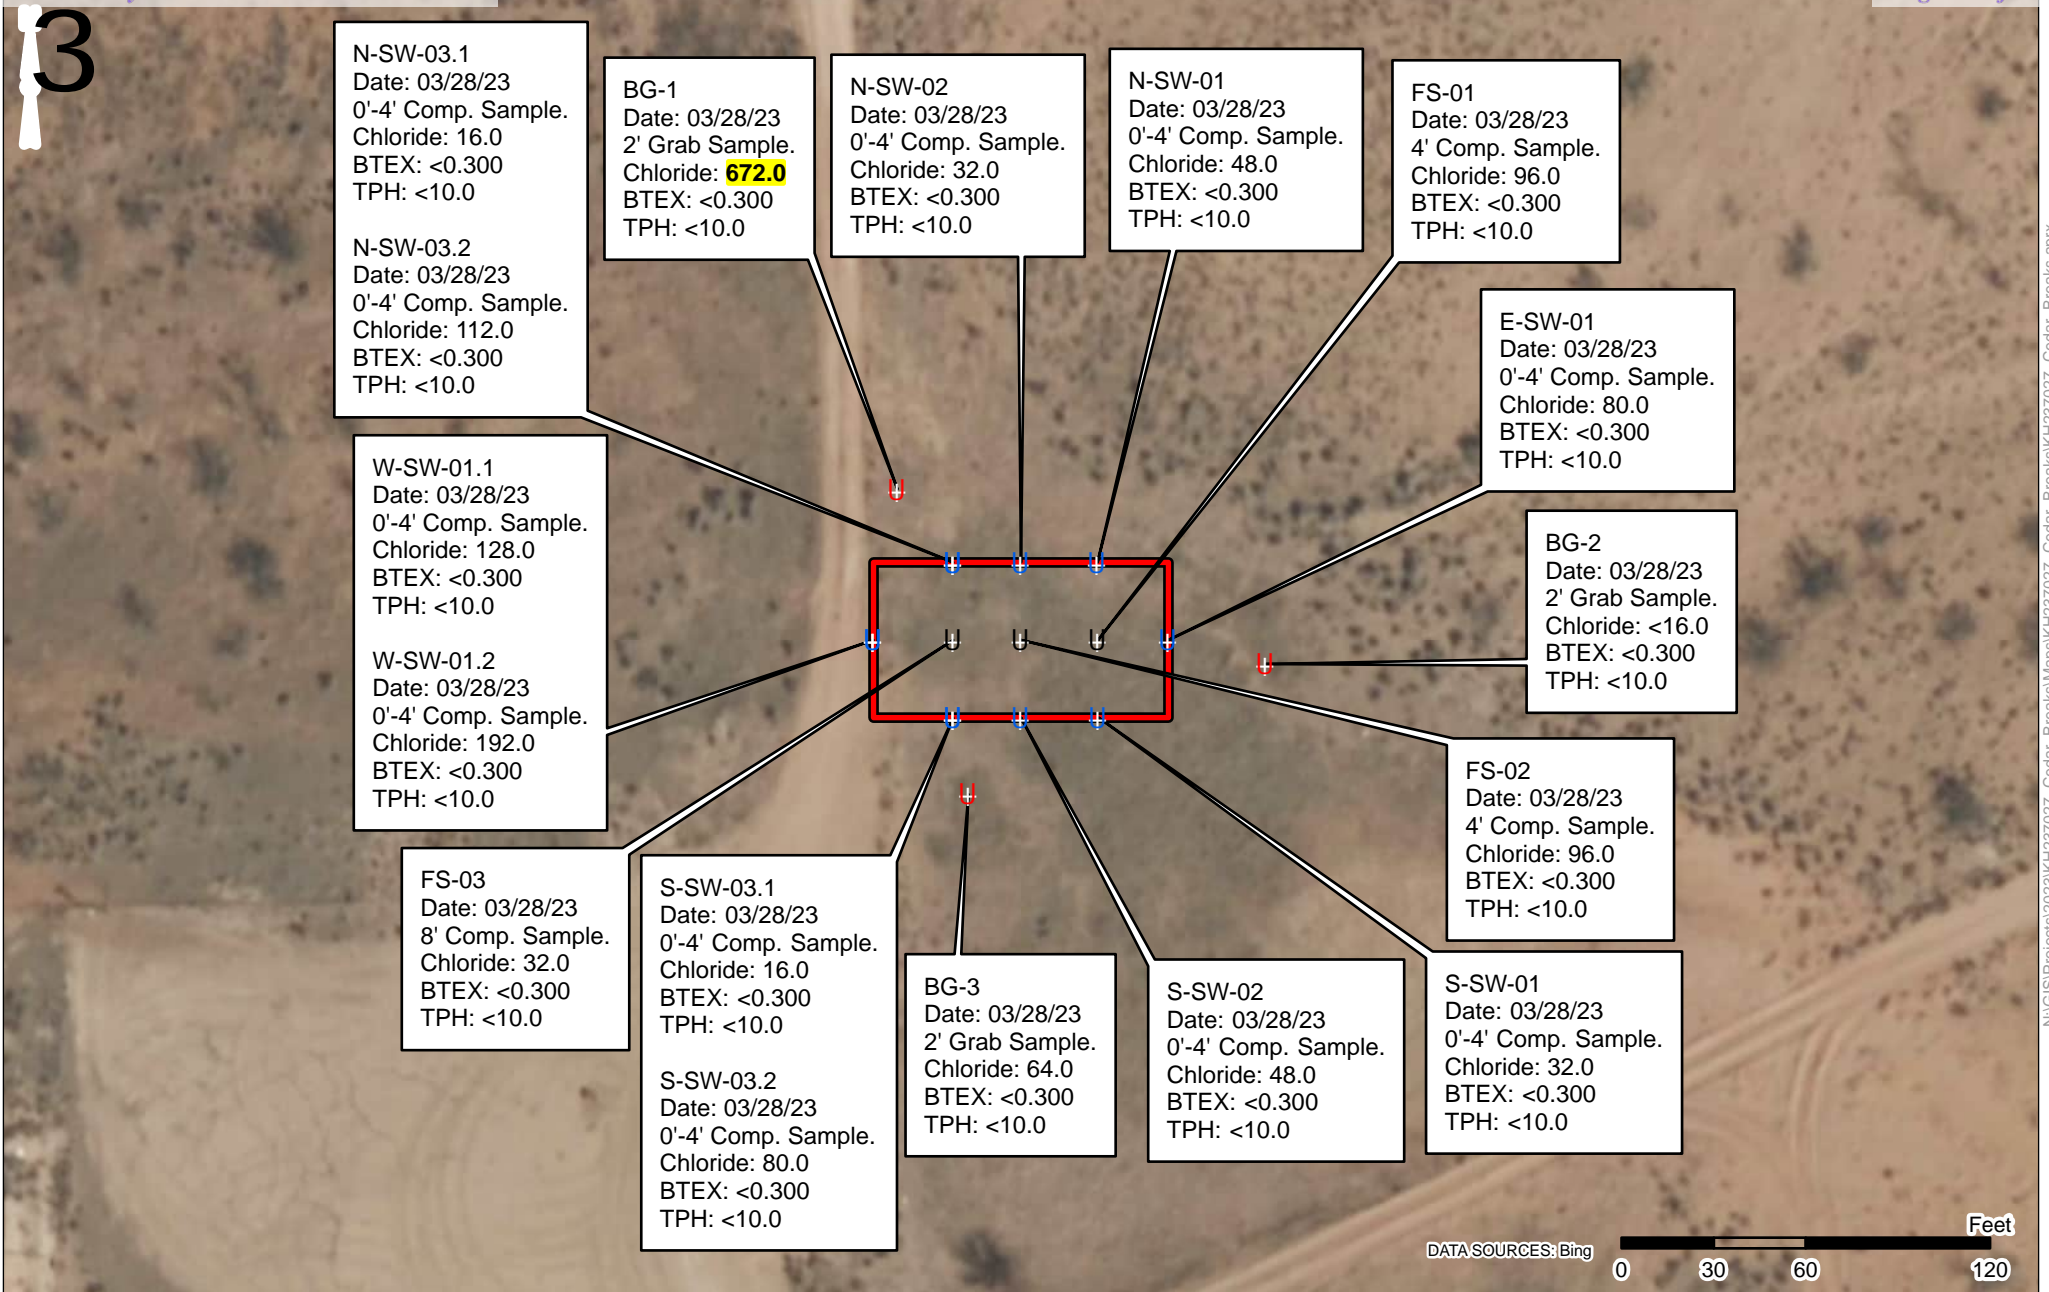 3
N-SW-03.1
Date: 03/28/23
0'-4' Comp. Sample.
Chloride: 16.0
BTEX: <0.300
TPH: <10.0
N-SW-03.2
Date: 03/28/23
0'-4' Comp. Sample.
Chloride: 112.0
BTEX: <0.300
TPH: <10.0
BG-1
Date: 03/28/23
2' Grab Sample.
Chloride: 672.0
BTEX: <0.300
TPH: <10.0
N-SW-02
Date: 03/28/23
0'-4' Comp. Sample.
Chloride: 32.0
BTEX: <0.300
TPH: <10.0
N-SW-01
Date: 03/28/23
0'-4' Comp. Sample.
Chloride: 48.0
BTEX: <0.300
TPH: <10.0
FS-01
Date: 03/28/23
4' Comp. Sample.
Chloride: 96.0
BTEX: <0.300
TPH: <10.0
E-SW-01
Date: 03/28/23
0'-4' Comp. Sample.
Chloride: 80.0
BTEX: <0.300
TPH: <10.0
W-SW-01.1
Date: 03/28/23
0'-4' Comp. Sample.
Chloride: 128.0
BTEX: <0.300
TPH: <10.0
W-SW-01.2
Date: 03/28/23
0'-4' Comp. Sample.
Chloride: 192.0
BTEX: <0.300
TPH: <10.0
BG-2
Date: 03/28/23
2' Grab Sample.
Chloride: <16.0
BTEX: <0.300
TPH: <10.0
FS-02
Date: 03/28/23
4' Comp. Sample.
Chloride: 96.0
BTEX: <0.300
TPH: <10.0
FS-03
Date: 03/28/23
8' Comp. Sample.
Chloride: 32.0
BTEX: <0.300
TPH: <10.0
S-SW-03.1
Date: 03/28/23
0'-4' Comp. Sample.
Chloride: 16.0
BTEX: <0.300
TPH: <10.0
S-SW-03.2
Date: 03/28/23
0'-4' Comp. Sample.
Chloride: 80.0
BTEX: <0.300
TPH: <10.0
BG-3
Date: 03/28/23
2' Grab Sample.
Chloride: 64.0
BTEX: <0.300
TPH: <10.0
S-SW-02
Date: 03/28/23
0'-4' Comp. Sample.
Chloride: 48.0
BTEX: <0.300
TPH: <10.0
S-SW-01
Date: 03/28/23
0'-4' Comp. Sample.
Chloride: 32.0
BTEX: <0.300
TPH: <10.0
DATA SOURCES: Bing
Feet
0 30 60 120